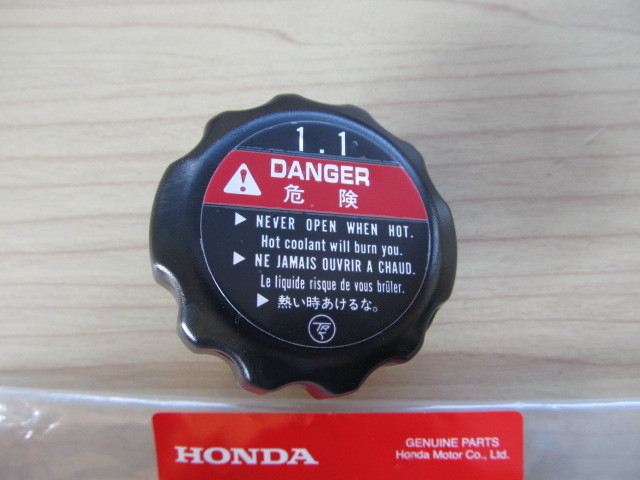 1.1
DANGER
危険
NEVER OPEN WHEN HOT.
Hot coolant will burn you.
NE JAMAIS OUVRIR A CHAUD.
Le liquide risque de vous brûler.
熱い時あけるな。
HONDA
GENUINE PARTS
Honda Motor Co., Ltd.